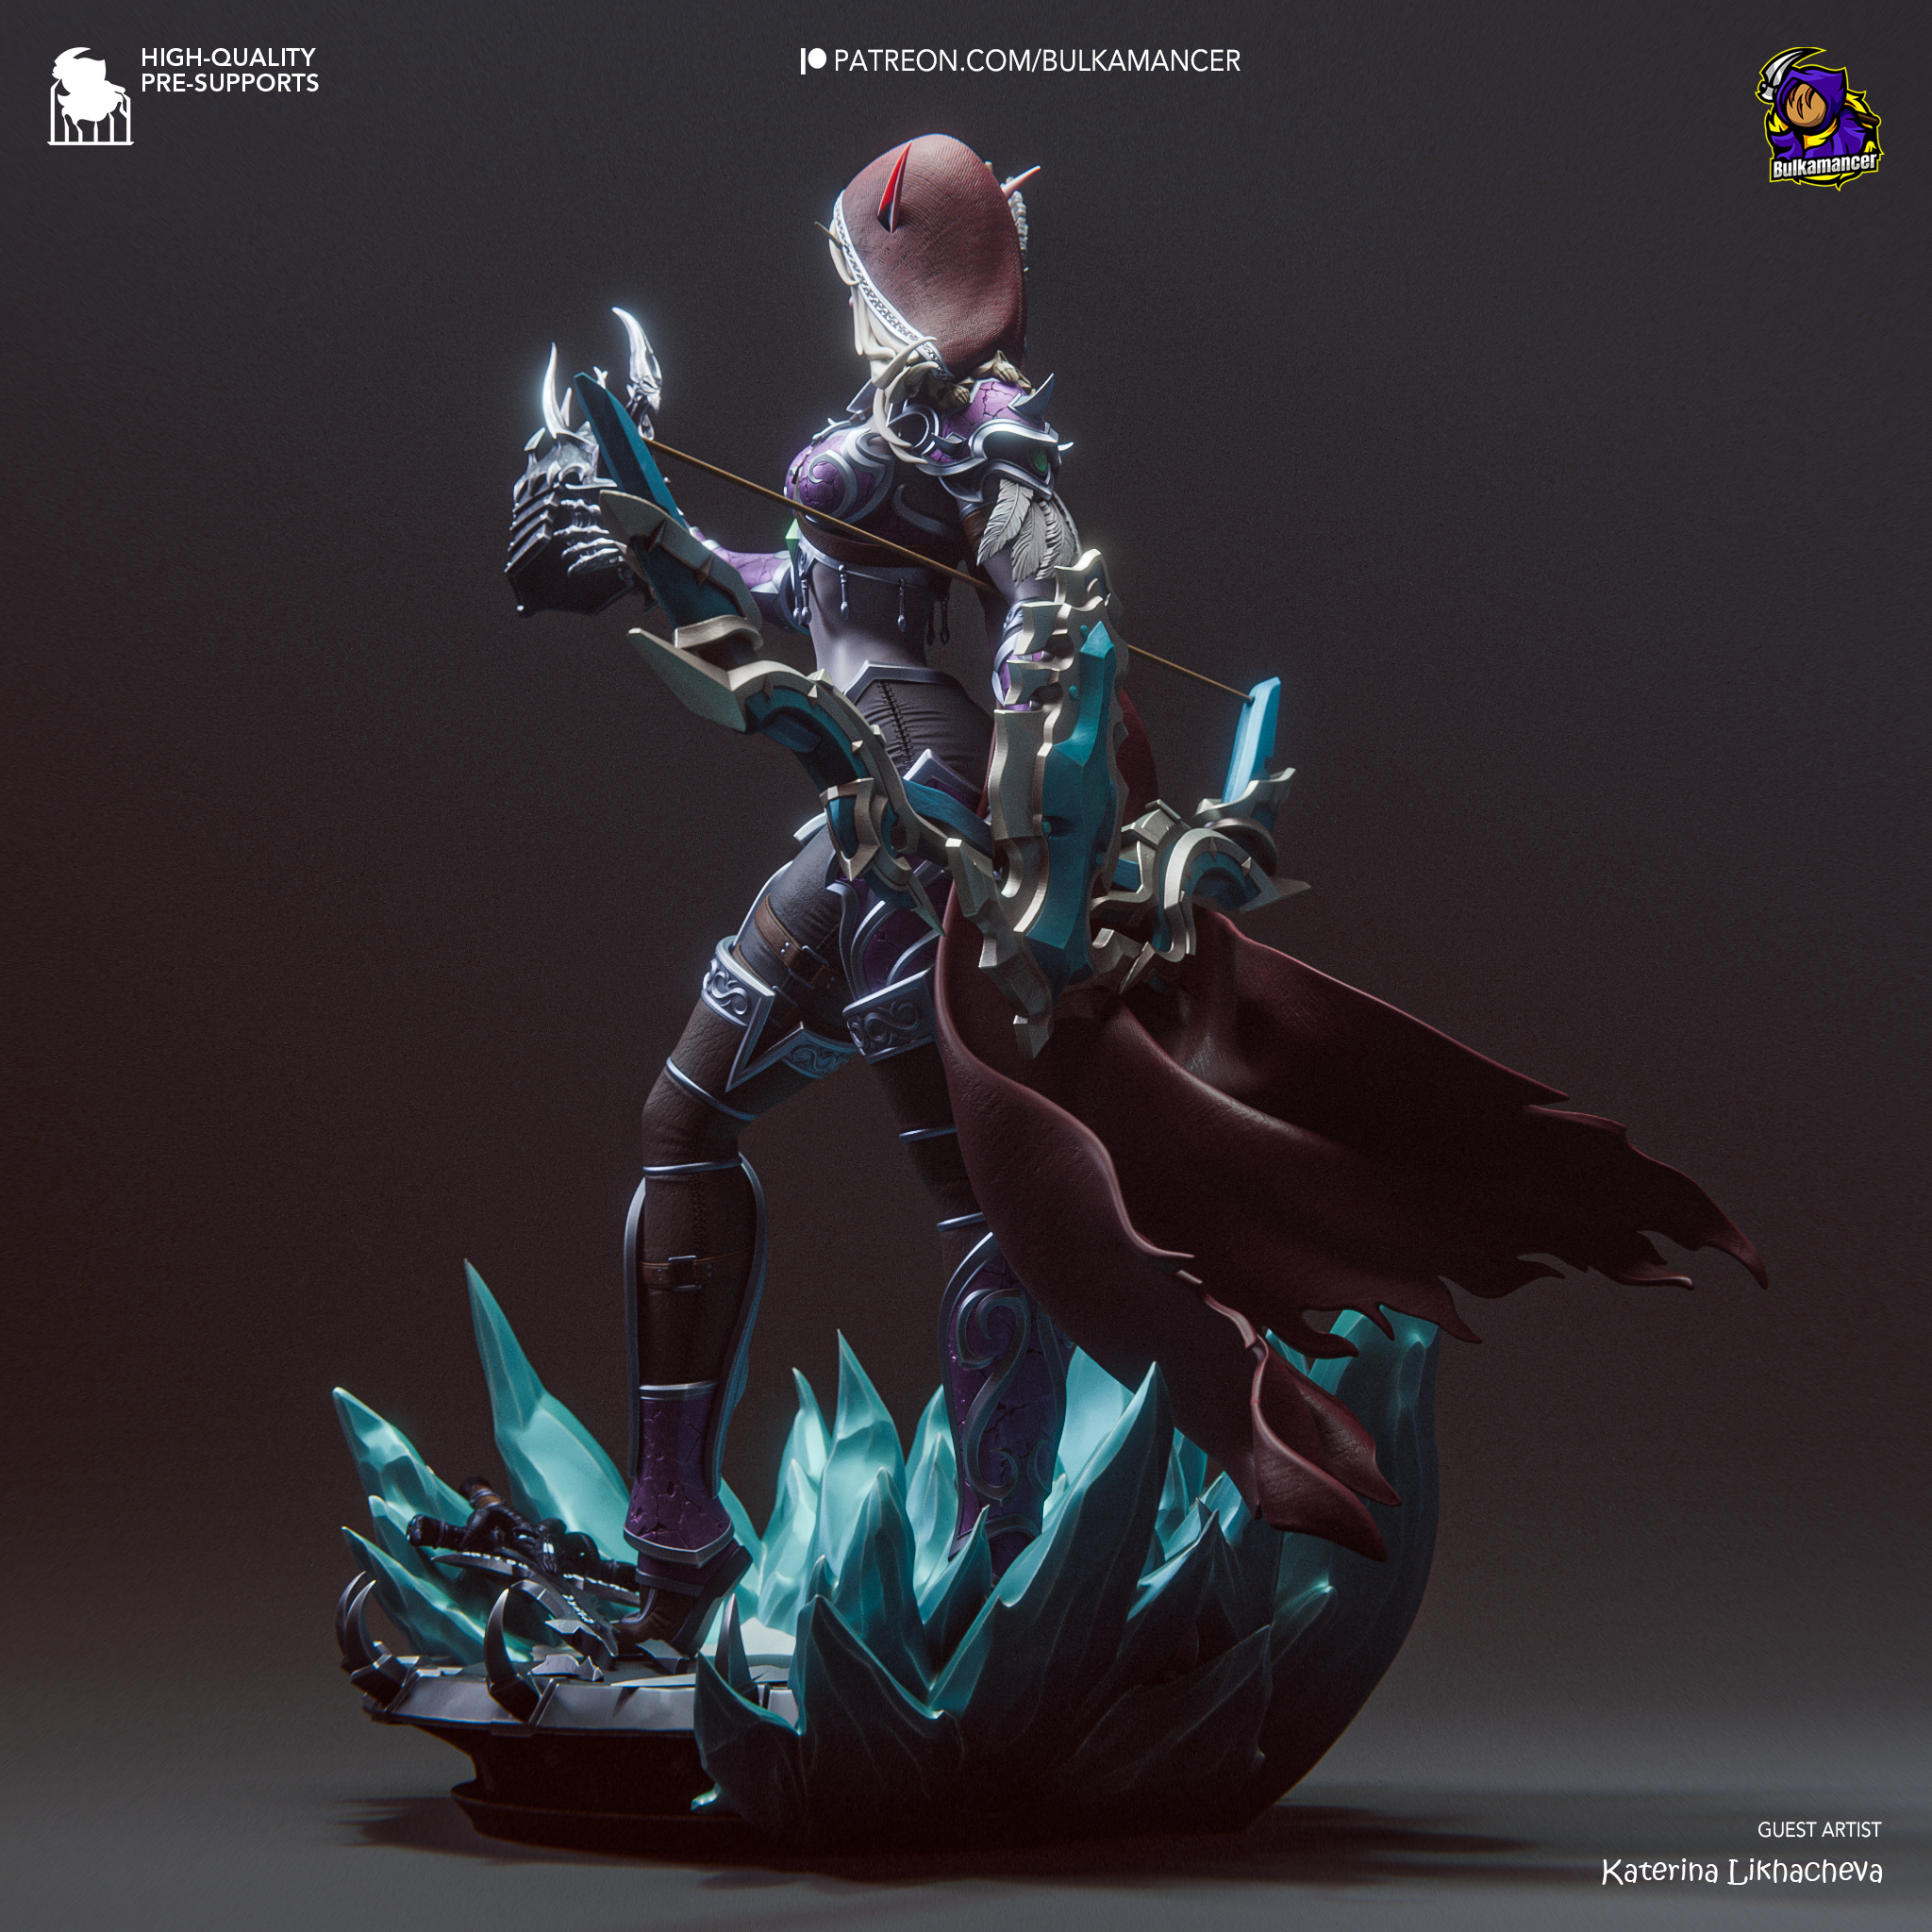 HIGH-QUALITY
PRE-SUPPORTS
PATREON.COM/BULKAMANCER
Bulkamancer
GUEST ARTIST
Katerina Likhacheva